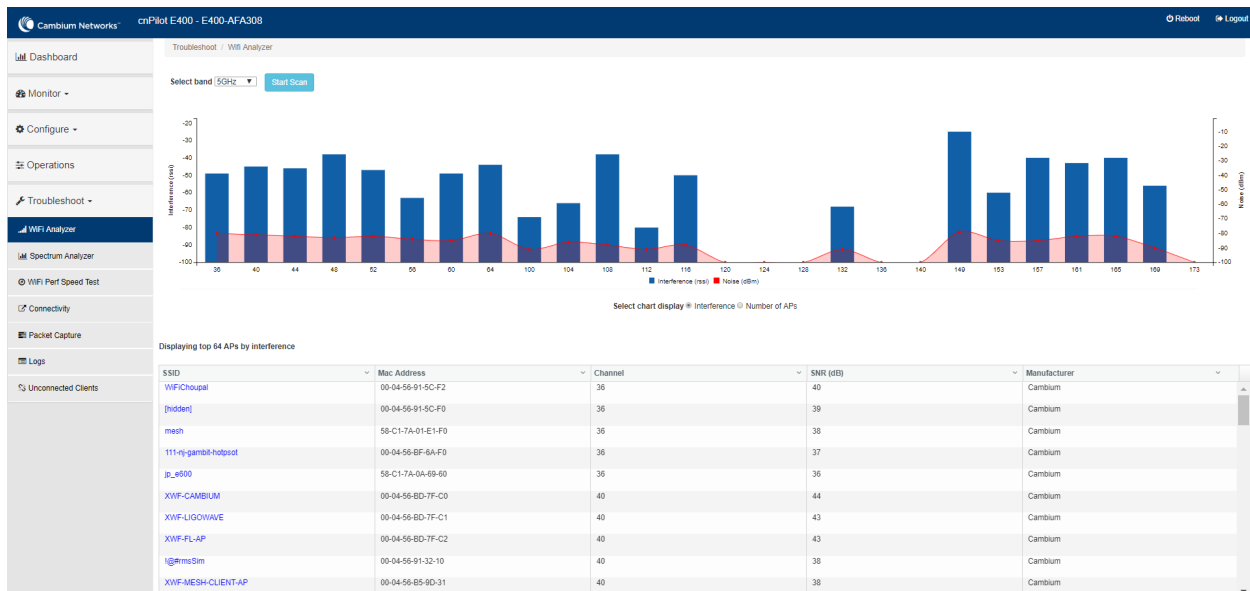 Cambium Networks™ cnPilot E400 - E400-AFA308 Reboot Logout
Dashboard
Monitor
Configure
Operations
Troubleshoot
WiFi Analyzer
Spectrum Analyzer
WiFi Perf Speed Test
Connectivity
Packet Capture
Logs
Unconnected Clients
Troubleshoot / Wifi Analyzer
Select band 5GHz Start Scan
Interference (rssi)
-20
-30
-40
-50
-60
-70
-80
-90
-100
36 40 44 48 52 56 60 64 100 104 108 112 116 120 124 128 132 136 140 149 153 157 161 165 169 173
-10
-20
-30
-40
-50
-60
-70
-80
-90
-100
Noise (dBm)
Interference (rssi) Noise (dBm)
Select chart display Interference Number of APs
Displaying top 64 APs by interference
SSID Mac Address Channel SNR (dB) Manufacturer
WiFiChoupal 00-04-56-91-5C-F2 36 40 Cambium
[hidden] 00-04-56-91-5C-F0 36 39 Cambium
mesh 58-C1-7A-01-E1-F0 36 38 Cambium
111-nj-gambit-hotpsot 00-04-56-BF-6A-F0 36 37 Cambium
jp_e600 58-C1-7A-0A-69-60 36 36 Cambium
XWF-CAMBIUM 00-04-56-BD-7F-C0 40 44 Cambium
XWF-LIGOWAVE 00-04-56-BD-7F-C1 40 43 Cambium
XWF-FL-AP 00-04-56-BD-7F-C2 40 43 Cambium
!@#rmsSim 00-04-56-91-32-10 40 38 Cambium
XWF-MESH-CLIENT-AP 00-04-56-B5-9D-31 40 38 Cambium